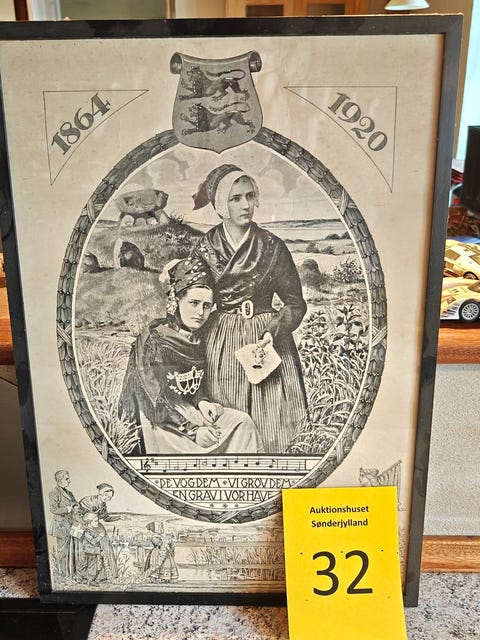 1864
1920
DE VOG DEM + VI GROV DEM
EN GRAV I VOR HAVE
Auktionshuset
Sønderjylland
32